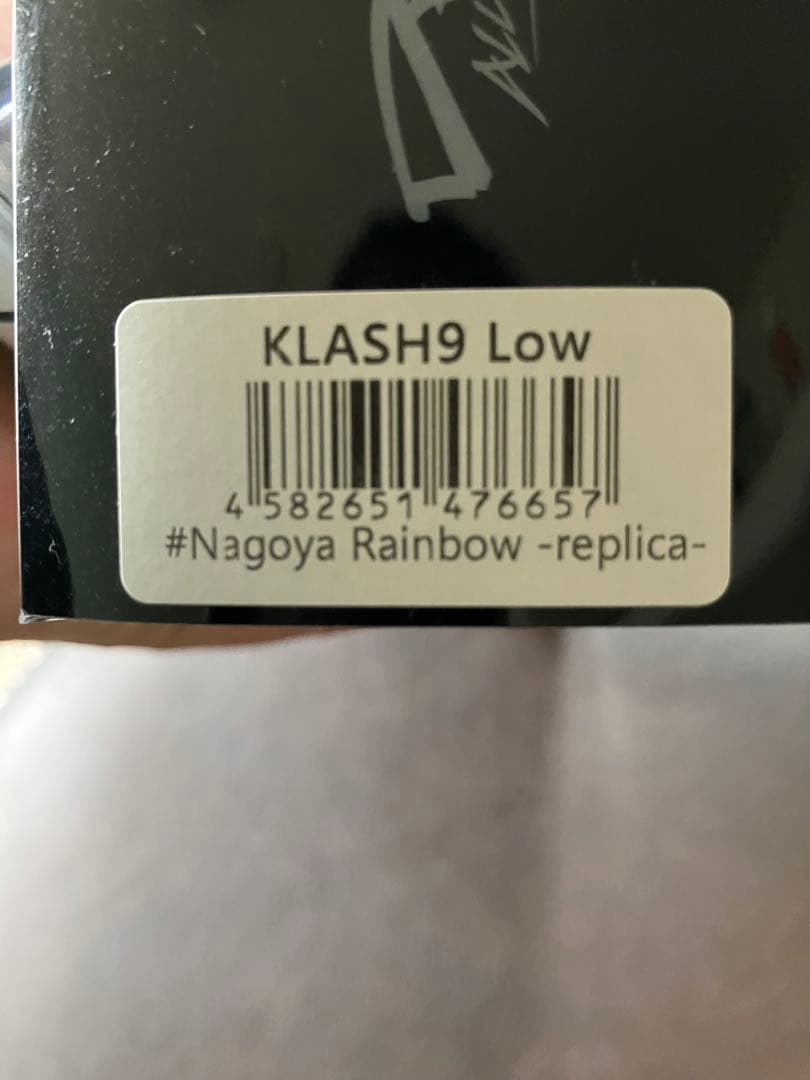 KLASH9 Low
4 582651 476657
#Nagoya Rainbow -replica-